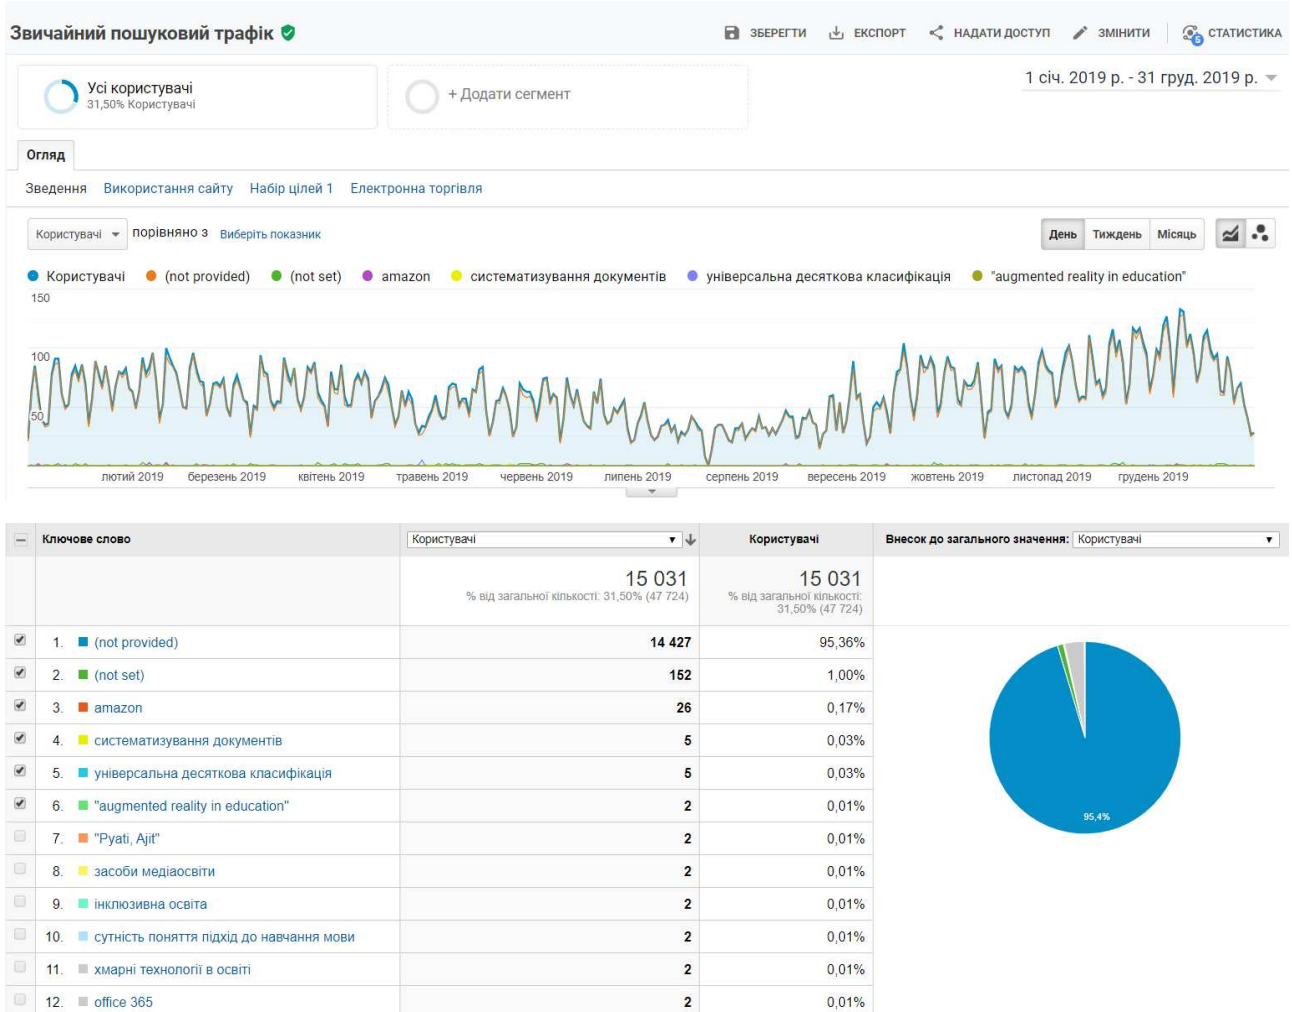 Звичайний пошуковий трафік
ЗБЕРЕГТИ ЕКСПОРТ НАДАТИ ДОСТУП ЗМІНИТИ 5 СТАТИСТИКА
Усі користувачі
31,50% Користувачі
+ Додати сегмент
1 січ. 2019 р. - 31 груд. 2019 р.
Огляд
Зведення Використання сайту Набір цілей 1 Електронна торгівля
Користувачі порівняно з Виберіть показник
День Тиждень Місяць
Користувачі (not provided) (not set) amazon систематизування документів універсальна десяткова класифікація "augmented reality in education"
150
100
50
лютий 2019 березень 2019 квітень 2019 травень 2019 червень 2019 липень 2019 серпень 2019 вересень 2019 жовтень 2019 листопад 2019 грудень 2019
Ключове слово Користувачі Користувачі Внесок до загального значення: Користувачі
15 031 15 031
% від загальної кількості: 31,50% (47 724) % від загальної кількості:
31,50% (47 724)
1. (not provided) 14 427 95,36%
2. (not set) 152 1,00%
3. amazon 26 0,17%
4. систематизування документів 5 0,03%
5. універсальна десяткова класифікація 5 0,03%
6. "augmented reality in education" 2 0,01%
95,4%
7. "Pyati, Ajit" 2 0,01%
8. засоби медіаосвіти 2 0,01%
9. інклюзивна освіта 2 0,01%
10. сутність поняття підхід до навчання мови 2 0,01%
11. хмарні технології в освіті 2 0,01%
12. office 365 2 0,01%